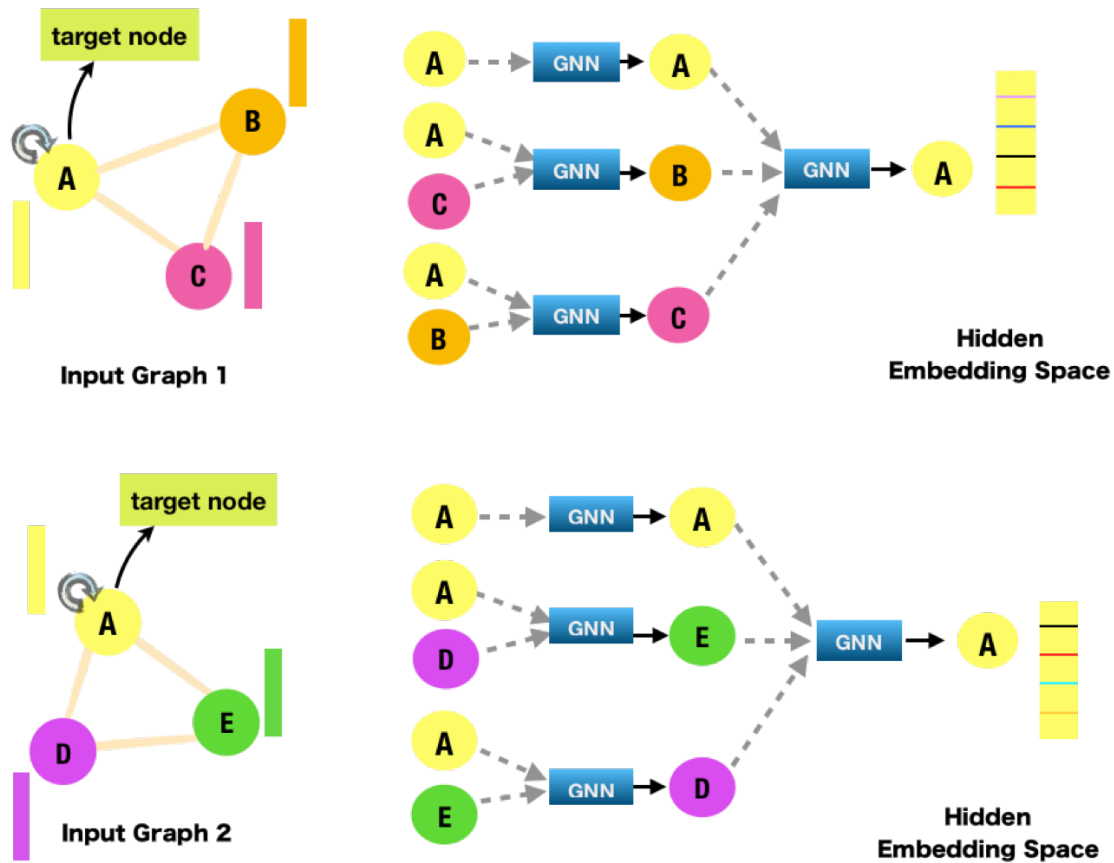 target node
A
B
C
Input Graph 1
A GNN A
A
C
GNN B
GNN A
A
B
GNN C
Hidden
Embedding Space
target node
A
D
E
Input Graph 2
A GNN A
A
D
GNN E
GNN A
A
E
GNN D
Hidden
Embedding Space